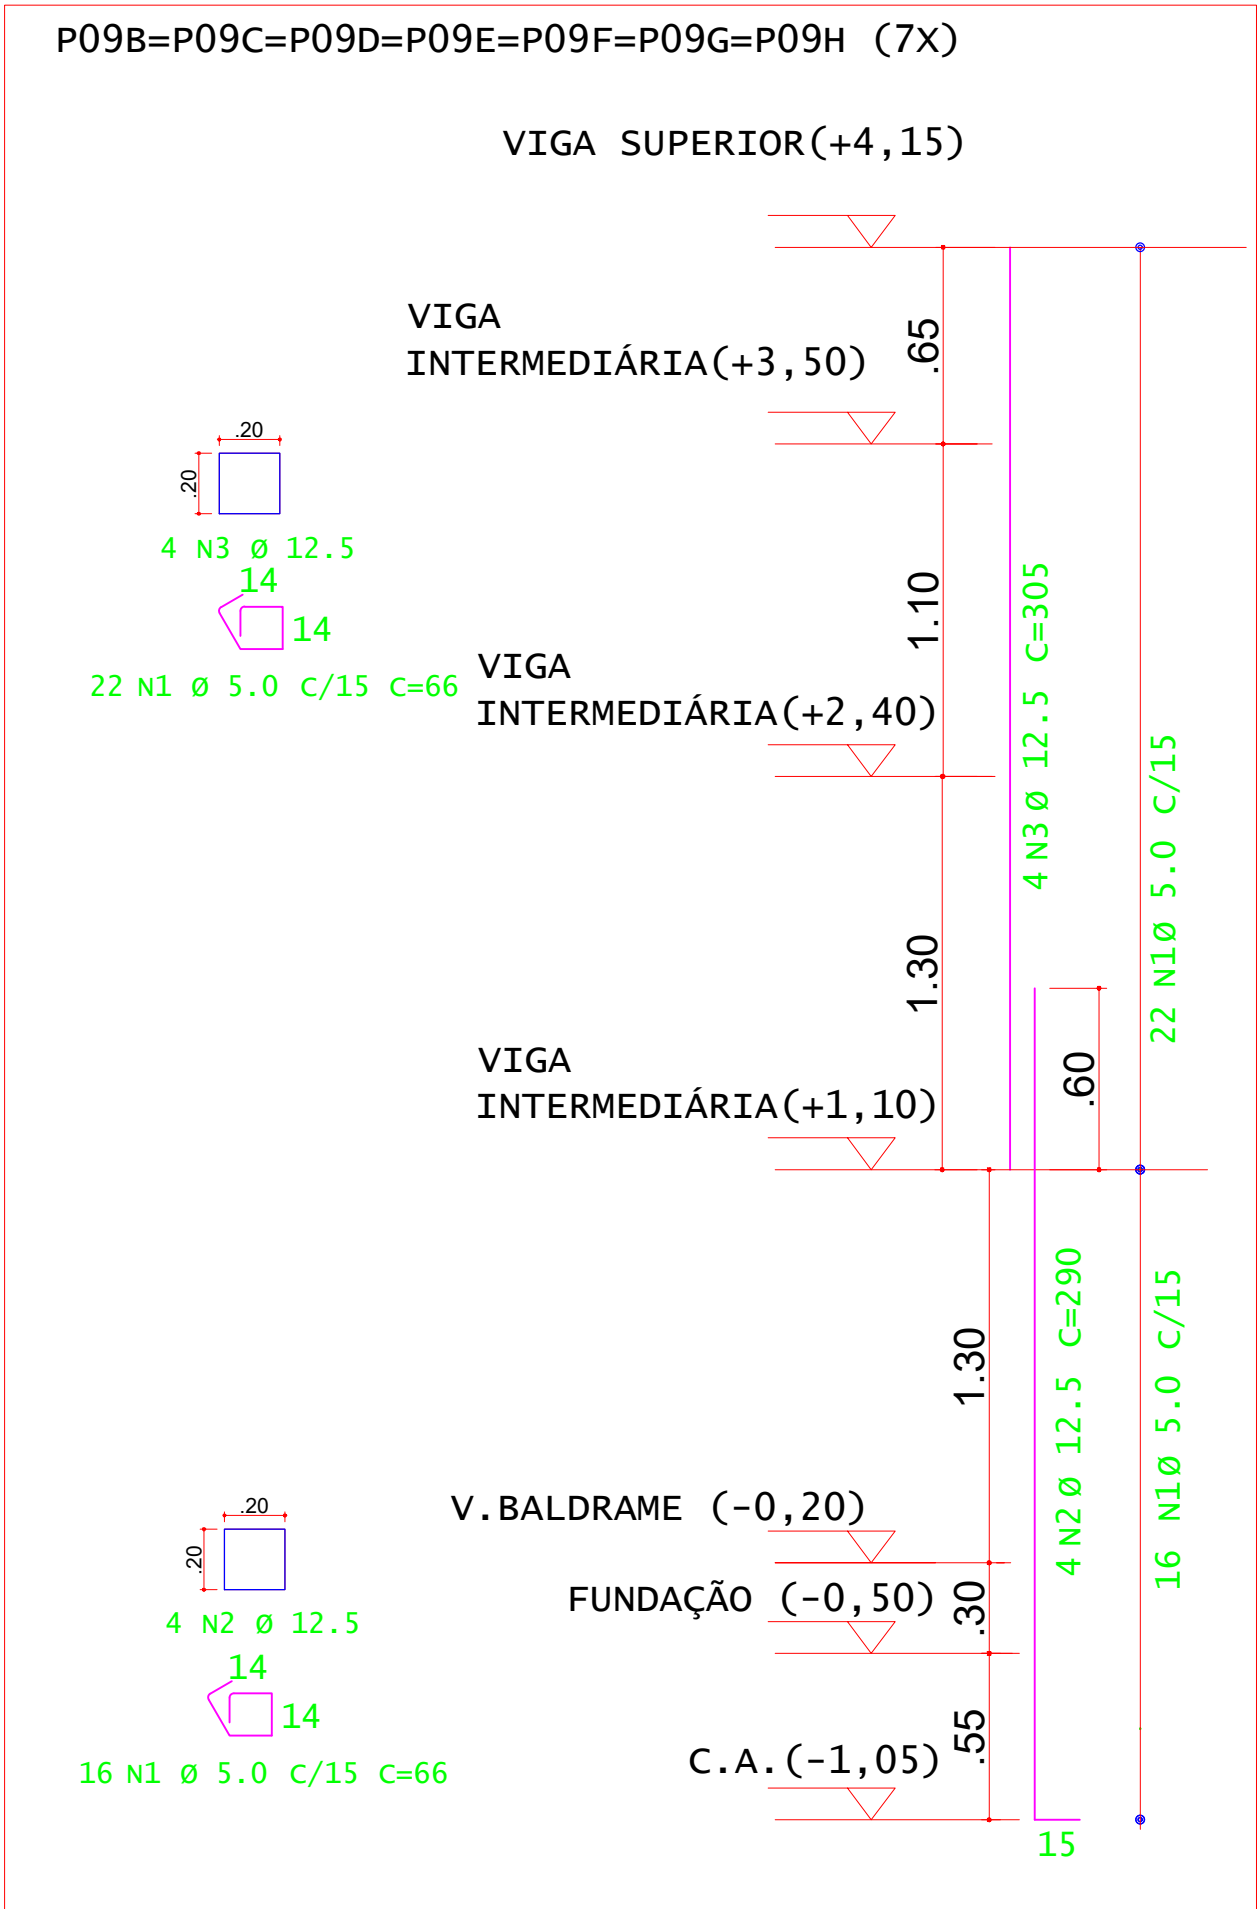 P09B=P09C=P09D=P09E=P09F=P09G=P09H (7X)
VIGA SUPERIOR(+4,15)
VIGA
INTERMEDIÁRIA(+3,50)
.65
.20
.20
4 N3 Ø 12.5
14
14
22 N1 Ø 5.0 C/15 C=66
1.10
4 N3 Ø 12.5 C=305
VIGA
INTERMEDIÁRIA(+2,40)
22 N1Ø 5.0 C/15
1.30
VIGA
INTERMEDIÁRIA(+1,10)
.60
1.30
4 N2 Ø 12.5 C=290
16 N1Ø 5.0 C/15
V.BALDRAME (-0,20)
.20
.20
4 N2 Ø 12.5
14
14
16 N1 Ø 5.0 C/15 C=66
FUNDAÇÃO (-0,50)
.30
.55
C.A.(-1,05)
15